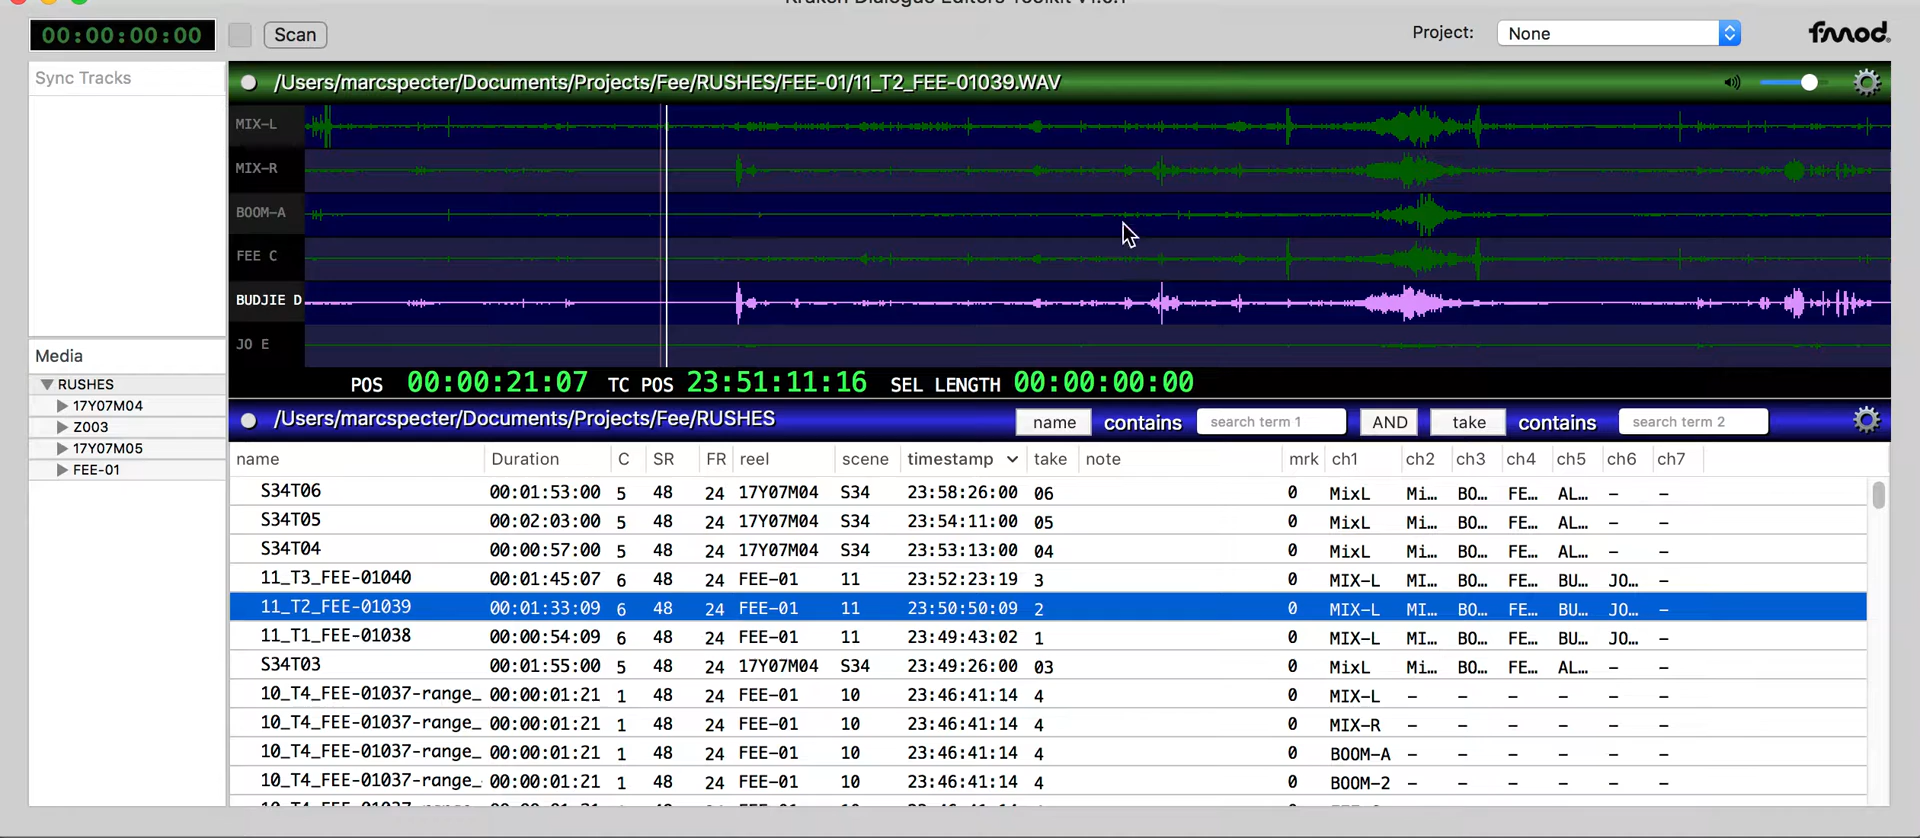 Kraken Dialogue Editors Toolkit v1.0.1
00:00:00:00 Scan Project: None fmod
Sync Tracks
/Users/marcspecter/Documents/Projects/Fee/RUSHES/FEE-01/11_T2_FEE-01039.WAV
MIX-L
MIX-R
BOOM-A
FEE C
BUDJIE D
JO E
POS 00:00:21:07 TC POS 23:51:11:16 SEL LENGTH 00:00:00:00
Media
RUSHES
17Y07M04
Z003
17Y07M05
FEE-01
/Users/marcspecter/Documents/Projects/Fee/RUSHES name contains search term 1 AND take contains search term 2
name Duration C SR FR reel scene timestamp take note mrk ch1 ch2 ch3 ch4 ch5 ch6 ch7
S34T06 00:01:53:00 5 48 24 17Y07M04 S34 23:58:26:00 06 0 MixL Mi… BO… FE… AL… – –
S34T05 00:02:03:00 5 48 24 17Y07M04 S34 23:54:11:00 05 0 MixL Mi… BO… FE… AL… – –
S34T04 00:00:57:00 5 48 24 17Y07M04 S34 23:53:13:00 04 0 MixL Mi… BO… FE… AL… – –
11_T3_FEE-01040 00:01:45:07 6 48 24 FEE-01 11 23:52:23:19 3 0 MIX-L MI… BO… FE… BU… JO… –
11_T2_FEE-01039 00:01:33:09 6 48 24 FEE-01 11 23:50:50:09 2 0 MIX-L MI… BO… FE… BU… JO… –
11_T1_FEE-01038 00:00:54:09 6 48 24 FEE-01 11 23:49:43:02 1 0 MIX-L MI… BO… FE… BU… JO… –
S34T03 00:01:55:00 5 48 24 17Y07M04 S34 23:49:26:00 03 0 MixL Mi… BO… FE… AL… – –
10_T4_FEE-01037-range_ 00:00:01:21 1 48 24 FEE-01 10 23:46:41:14 4 0 MIX-L – – – – – –
10_T4_FEE-01037-range_ 00:00:01:21 1 48 24 FEE-01 10 23:46:41:14 4 0 MIX-R – – – – – –
10_T4_FEE-01037-range_ 00:00:01:21 1 48 24 FEE-01 10 23:46:41:14 4 0 BOOM-A – – – – – –
10_T4_FEE-01037-range_ 00:00:01:21 1 48 24 FEE-01 10 23:46:41:14 4 0 BOOM-2 – – – – – –